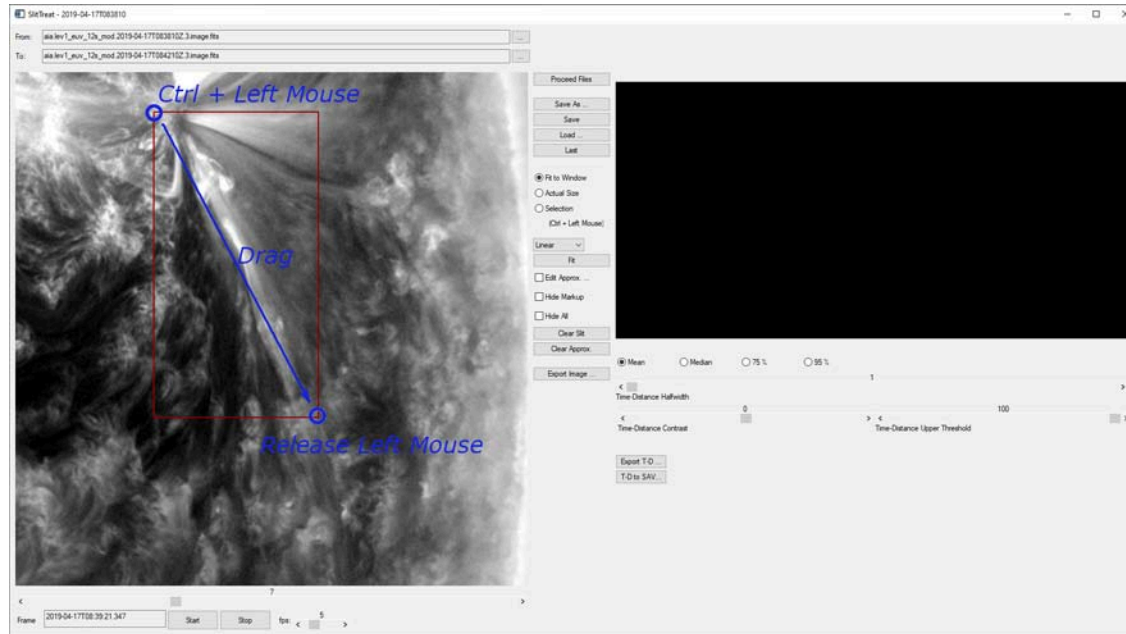 SlitTreat - 2019-04-17T083810
From: aia.lev1_euv_12s_mod.2019-04-17T083810Z.3.image.fits ...
To: aia.lev1_euv_12s_mod.2019-04-17T084210Z.3.image.fits ...
Ctrl + Left Mouse
Drag
Release Left Mouse
Proceed Files
Save As ...
Save
Load ...
Last
Fit to Window
Actual Size
Selection
(Ctrl + Left Mouse)
Linear
Fit
Edit Approx. ...
Hide Markup
Hide All
Clear Slit
Clear Approx.
Export Image ...
Mean Median 75 % 95 %
1
Time-Distance Halfwidth
0 100
Time-Distance Contrast Time-Distance Upper Threshold
Export T-D ...
T-D to SAV...
7
Frame 2019-04-17T08:39:21.347 Start Stop fps: 5